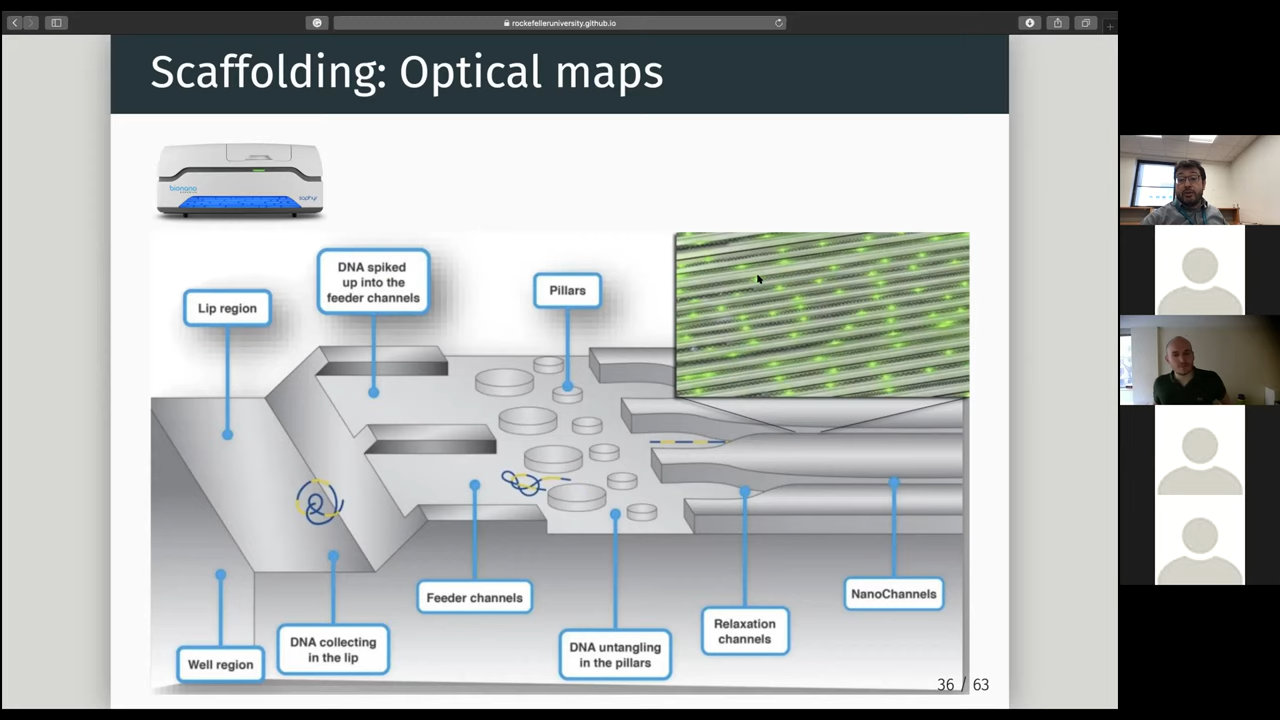 rockefelleruniversity.github.io
Scaffolding: Optical maps
bionano
saphyr
DNA spiked
up into the
feeder channels
Lip region
Pillars
Feeder channels
NanoChannels
Relaxation
channels
DNA collecting
in the lip
DNA untangling
in the pillars
Well region
36 / 63